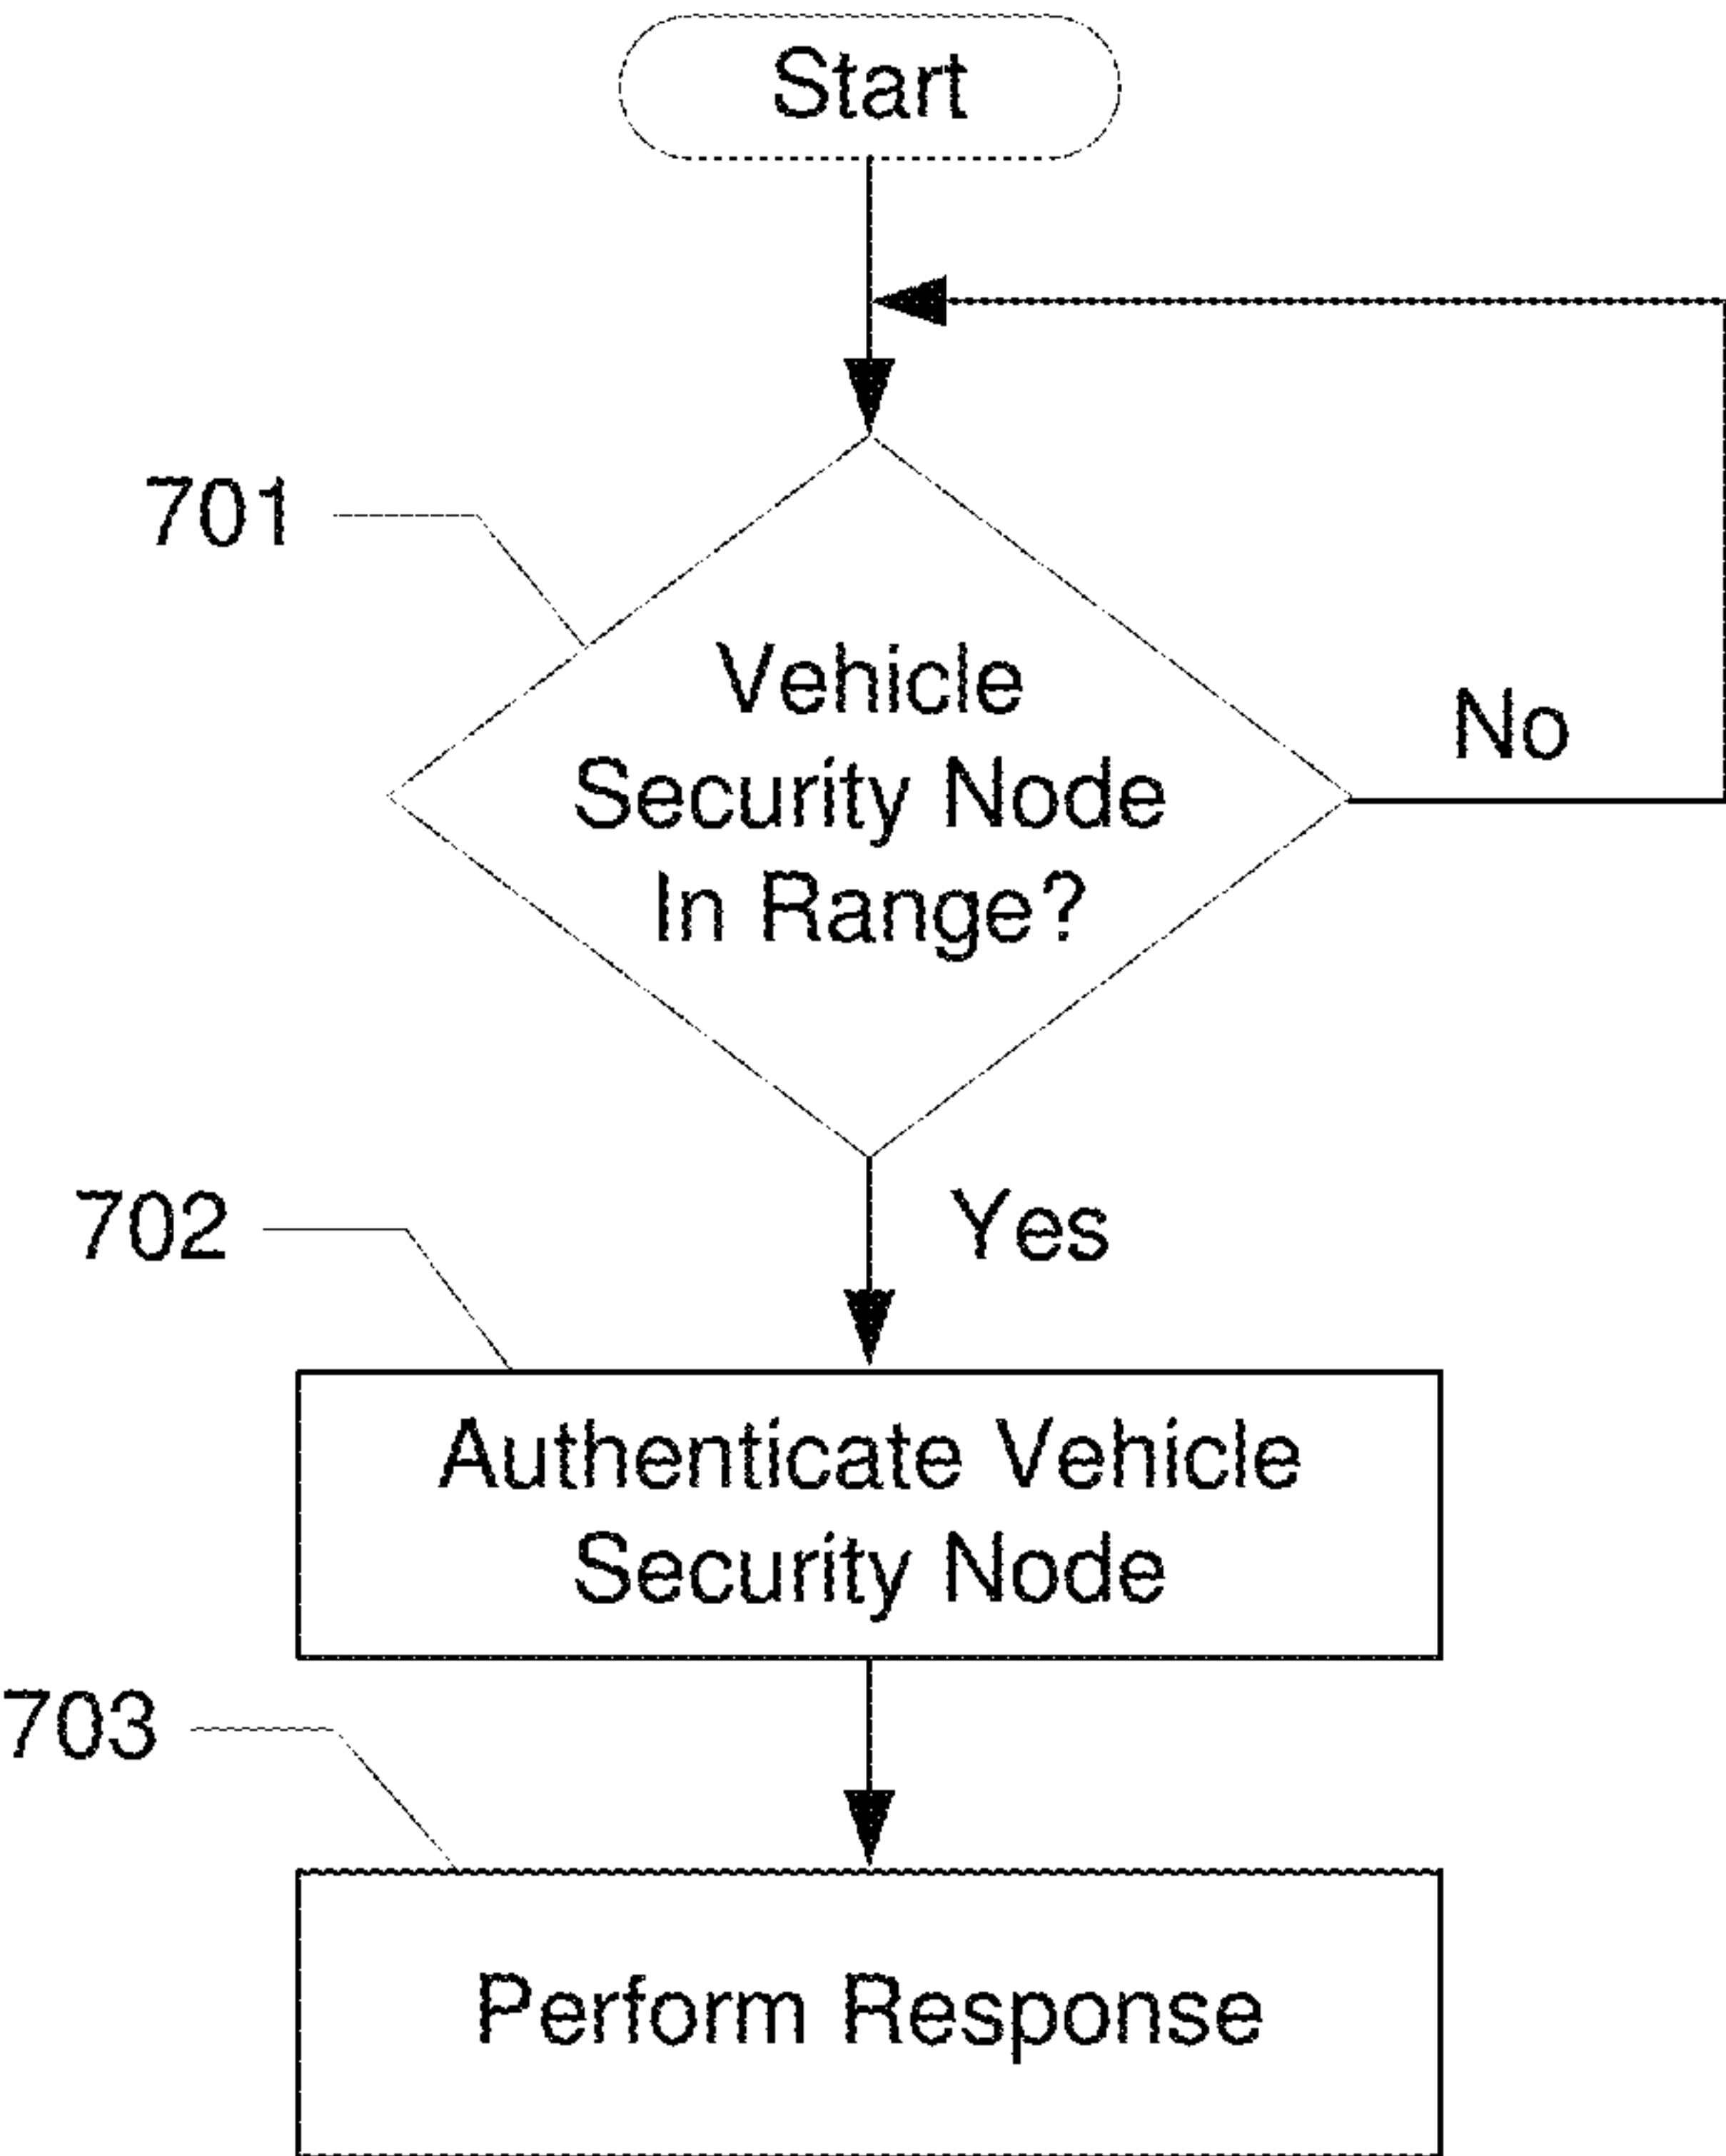 Start
701
Vehicle
Security Node
In Range?
No
702
Yes
Authenticate Vehicle
Security Node
703
Perform Response